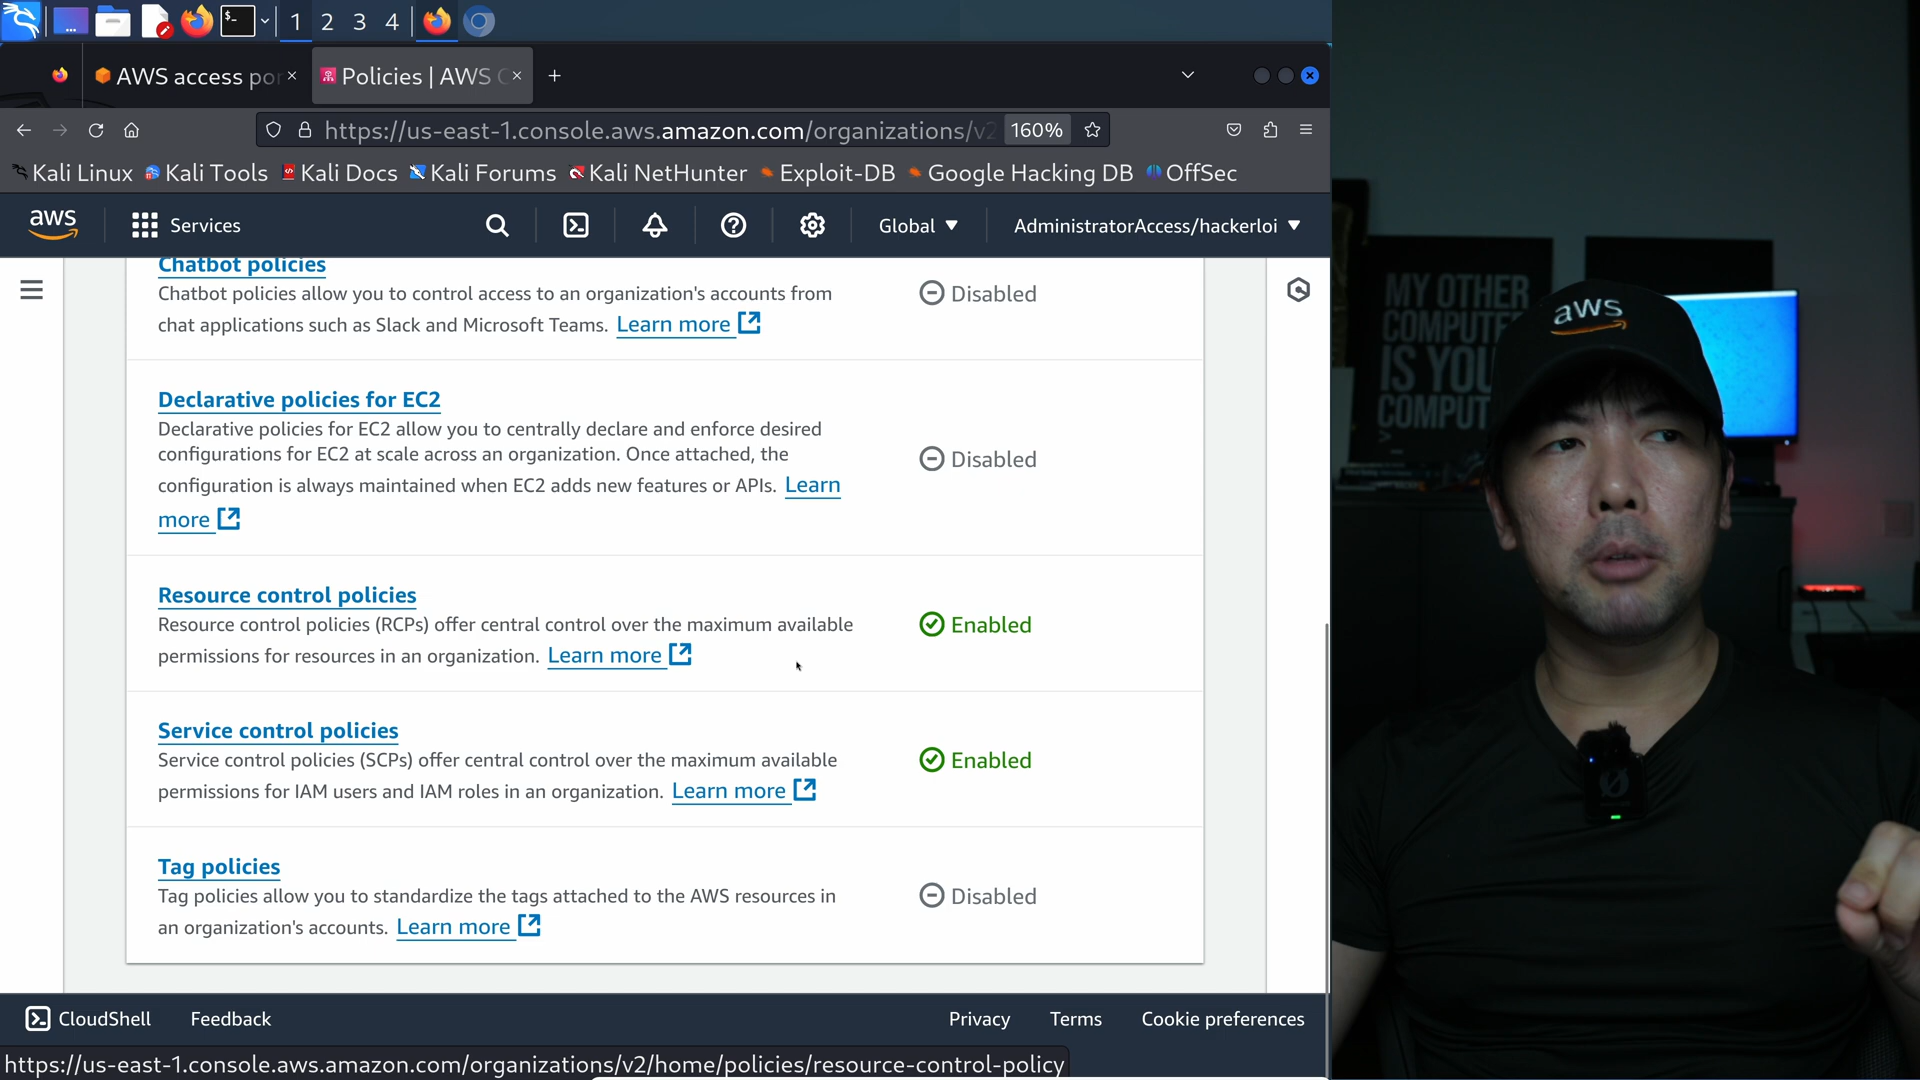 1 2 3 4
AWS access por
Policies | AWS O
https://us-east-1.console.aws.amazon.com/organizations/v2
160%
Kali Linux Kali Tools Kali Docs Kali Forums Kali NetHunter Exploit-DB Google Hacking DB OffSec
aws
Services
Global
AdministratorAccess/hackerloi
Chatbot policies
Chatbot policies allow you to control access to an organization's accounts from
chat applications such as Slack and Microsoft Teams. Learn more
Disabled
Declarative policies for EC2
Declarative policies for EC2 allow you to centrally declare and enforce desired
configurations for EC2 at scale across an organization. Once attached, the
configuration is always maintained when EC2 adds new features or APIs. Learn
more
Disabled
Resource control policies
Resource control policies (RCPs) offer central control over the maximum available
permissions for resources in an organization. Learn more
Enabled
Service control policies
Service control policies (SCPs) offer central control over the maximum available
permissions for IAM users and IAM roles in an organization. Learn more
Enabled
Tag policies
Tag policies allow you to standardize the tags attached to the AWS resources in
an organization's accounts. Learn more
Disabled
CloudShell Feedback
Privacy Terms Cookie preferences
https://us-east-1.console.aws.amazon.com/organizations/v2/home/policies/resource-control-policy
MY OTHER
COMPUTE
IS YOU
COMPUT
aws